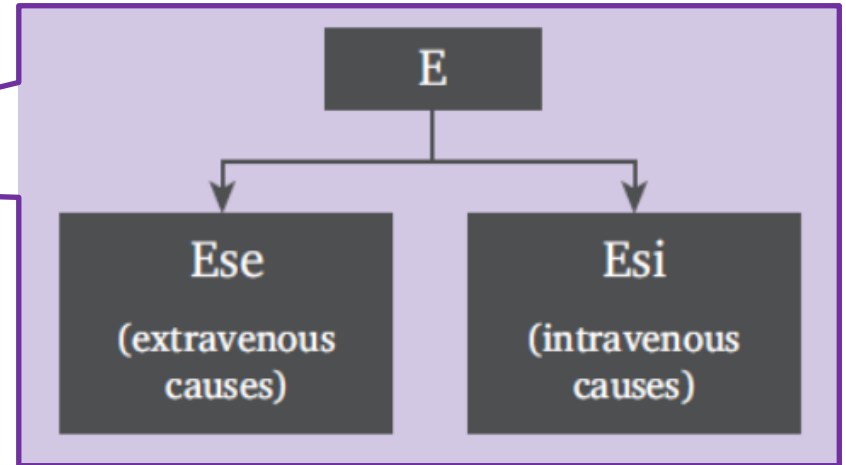 E
Ese
(extravenous
causes)
Esi
(intravenous
causes)